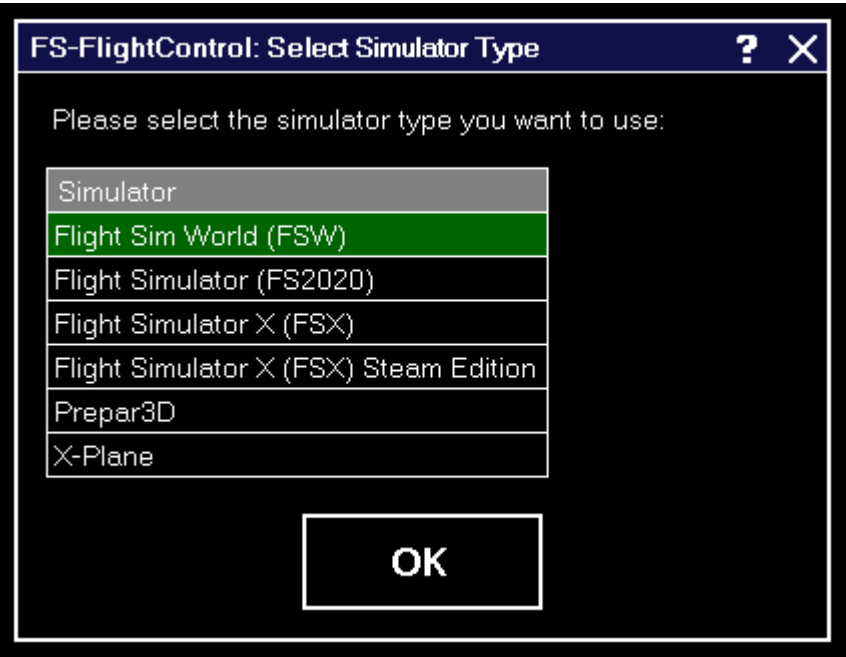 FS-FlightControl: Select Simulator Type ? X
Please select the simulator type you want to use:
Simulator
Flight Sim World (FSW)
Flight Simulator (FS2020)
Flight Simulator X (FSX)
Flight Simulator X (FSX) Steam Edition
Prepar3D
X-Plane
OK